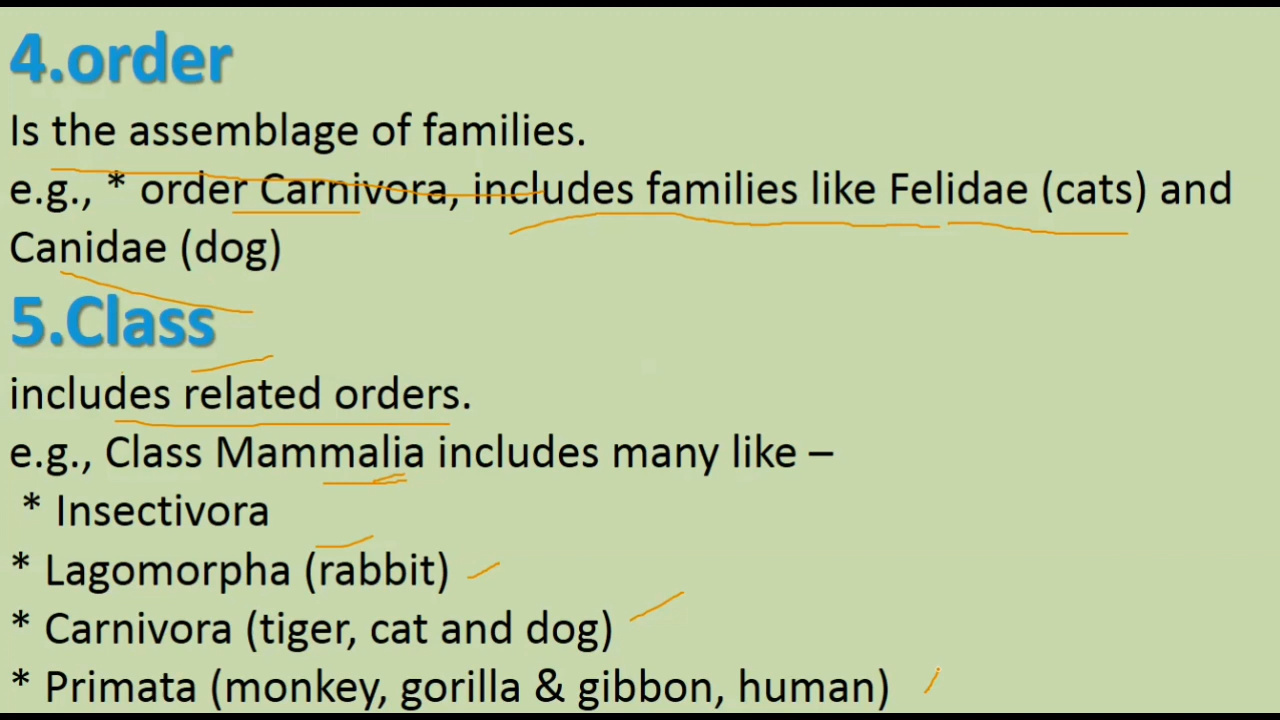 4.order
Is the assemblage of families.
e.g., * order Carnivora, includes families like Felidae (cats) and
Canidae (dog)
5.Class
includes related orders.
e.g., Class Mammalia includes many like –
* Insectivora
* Lagomorpha (rabbit)
* Carnivora (tiger, cat and dog)
* Primata (monkey, gorilla & gibbon, human)